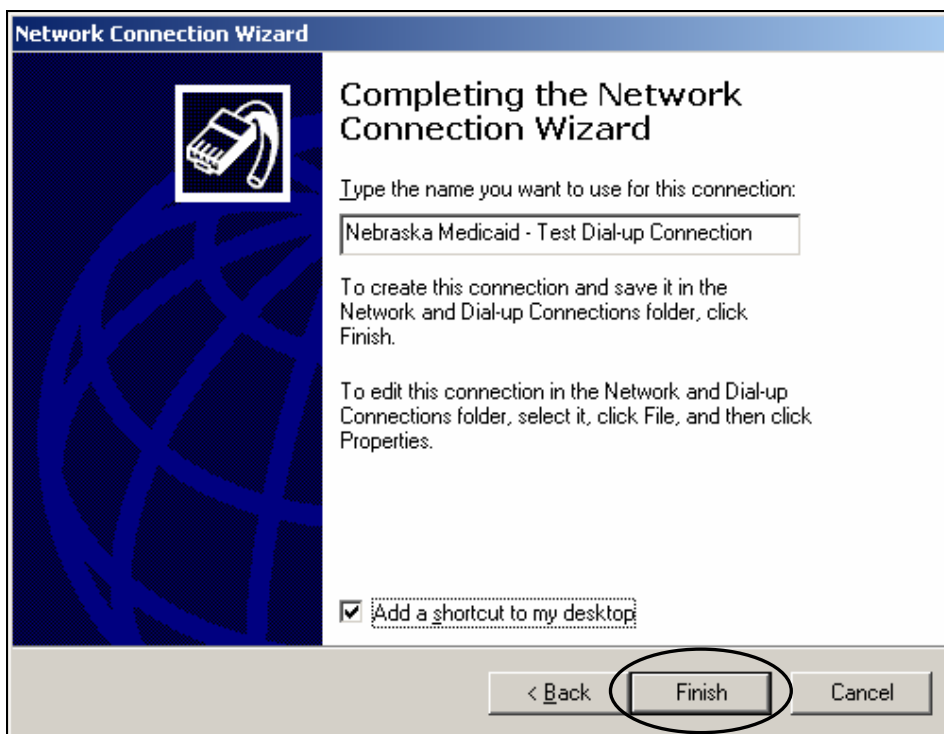 Network Connection Wizard
Completing the Network
Connection Wizard
Type the name you want to use for this connection:
Nebraska Medicaid - Test Dial-up Connection
To create this connection and save it in the
Network and Dial-up Connections folder, click
Finish.
To edit this connection in the Network and Dial-up
Connections folder, select it, click File, and then click
Properties.
Add a shortcut to my desktop
< Back
Finish
Cancel